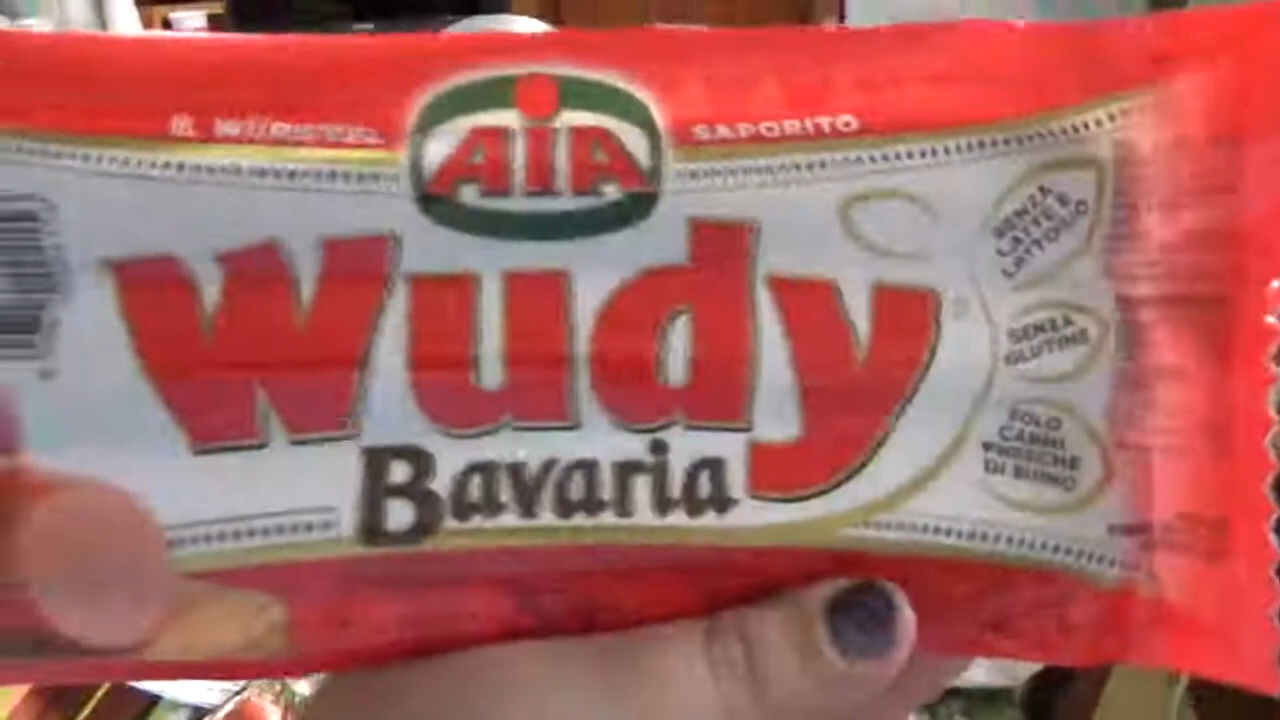 IL WÜRSTEL SAPORITO
AIA
Wudy
Bavaria
SENZA
LATTE E
LATTOSIO
SENZA
GLUTINE
SOLO
CARNI
FRESCHE
DI SUINO